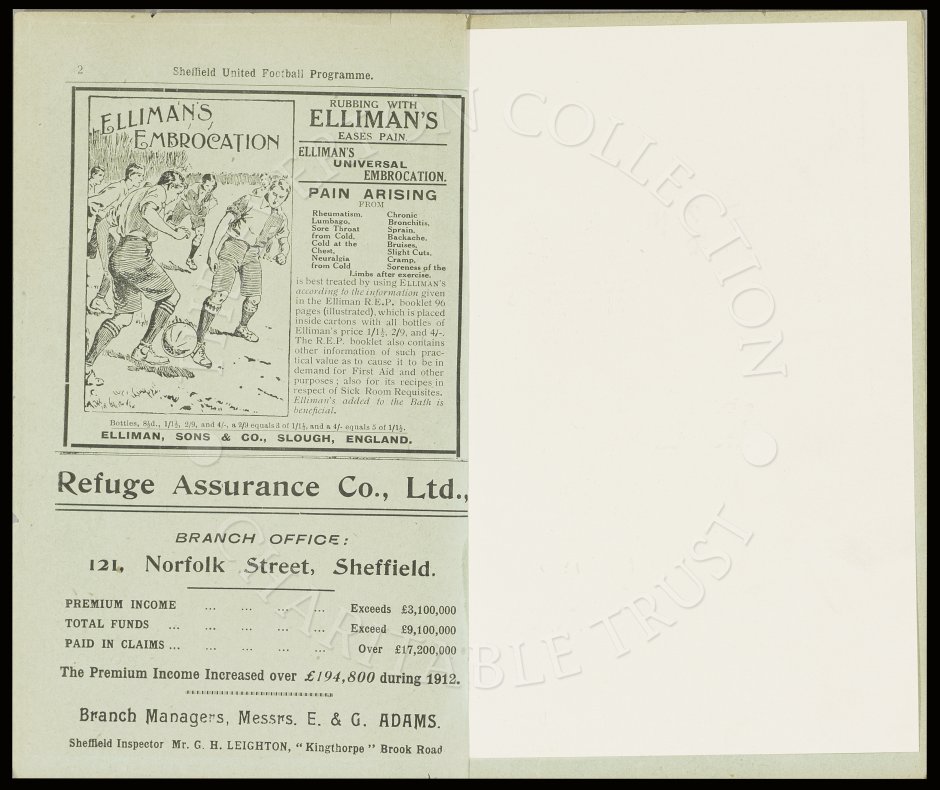 2
Sheffield United Football Programme.
ELLIMAN'S
EMBROCATION
RUBBING WITH
ELLIMAN'S
EASES PAIN.
ELLIMAN'S
UNIVERSAL
EMBROCATION.
PAIN ARISING
FROM
Rheumatism,
Lumbago,
Sore Throat
from Cold,
Cold at the
Chest,
Neuralgia
from Cold
Chronic
Bronchitis,
Sprain,
Backache,
Bruises,
Slight Cuts,
Cramp,
Soreness of the
Limbs after exercise,
is best treated by using ELLIMAN'S
according to the information given
in the Elliman R.E.P. booklet 96
pages (illustrated), which is placed
inside cartons with all bottles of
Elliman's price 1/1½, 2/9, and 4/-.
The R.E.P. booklet also contains
other information of such prac-
tical value as to cause it to be in
demand for First Aid and other
purposes; also for its recipes in
respect of Sick Room Requisites.
Elliman's added to the Bath is
beneficial.
Bottles, 8½d., 1/1½, 2/9, and 4/-, a 2/9 equals 3 of 1/1½, and a 4/- equals 5 of 1/1½.
ELLIMAN, SONS & CO., SLOUGH, ENGLAND.
Refuge Assurance Co., Ltd.,
BRANCH OFFICE:
121, Norfolk Street, Sheffield.
PREMIUM INCOME ... ... ... ... Exceeds £3,100,000
TOTAL FUNDS ... ... ... ... ... Exceed £9,100,000
PAID IN CLAIMS ... ... ... ... ... Over £17,200,000
The Premium Income Increased over £194,800 during 1912.
Branch Managers, Messrs. E. & G. ADAMS.
Sheffield Inspector Mr. G. H. LEIGHTON, "Kingthorpe" Brook Road
COLLECTION
CHARITABLE TRUST